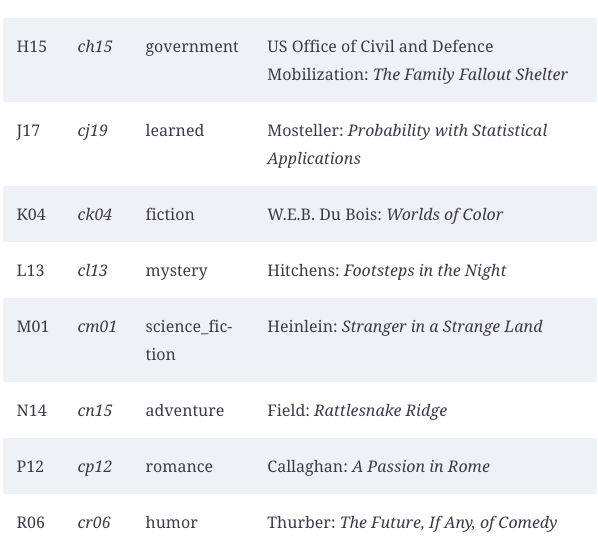 H15 ch15 government US Office of Civil and Defence
Mobilization: The Family Fallout Shelter
J17 cj19 learned Mosteller: Probability with Statistical
Applications
K04 ck04 fiction W.E.B. Du Bois: Worlds of Color
L13 cl13 mystery Hitchens: Footsteps in the Night
M01 cm01 science_fic- Heinlein: Stranger in a Strange Land
tion
N14 cn15 adventure Field: Rattlesnake Ridge
P12 cp12 romance Callaghan: A Passion in Rome
R06 cr06 humor Thurber: The Future, If Any, of Comedy